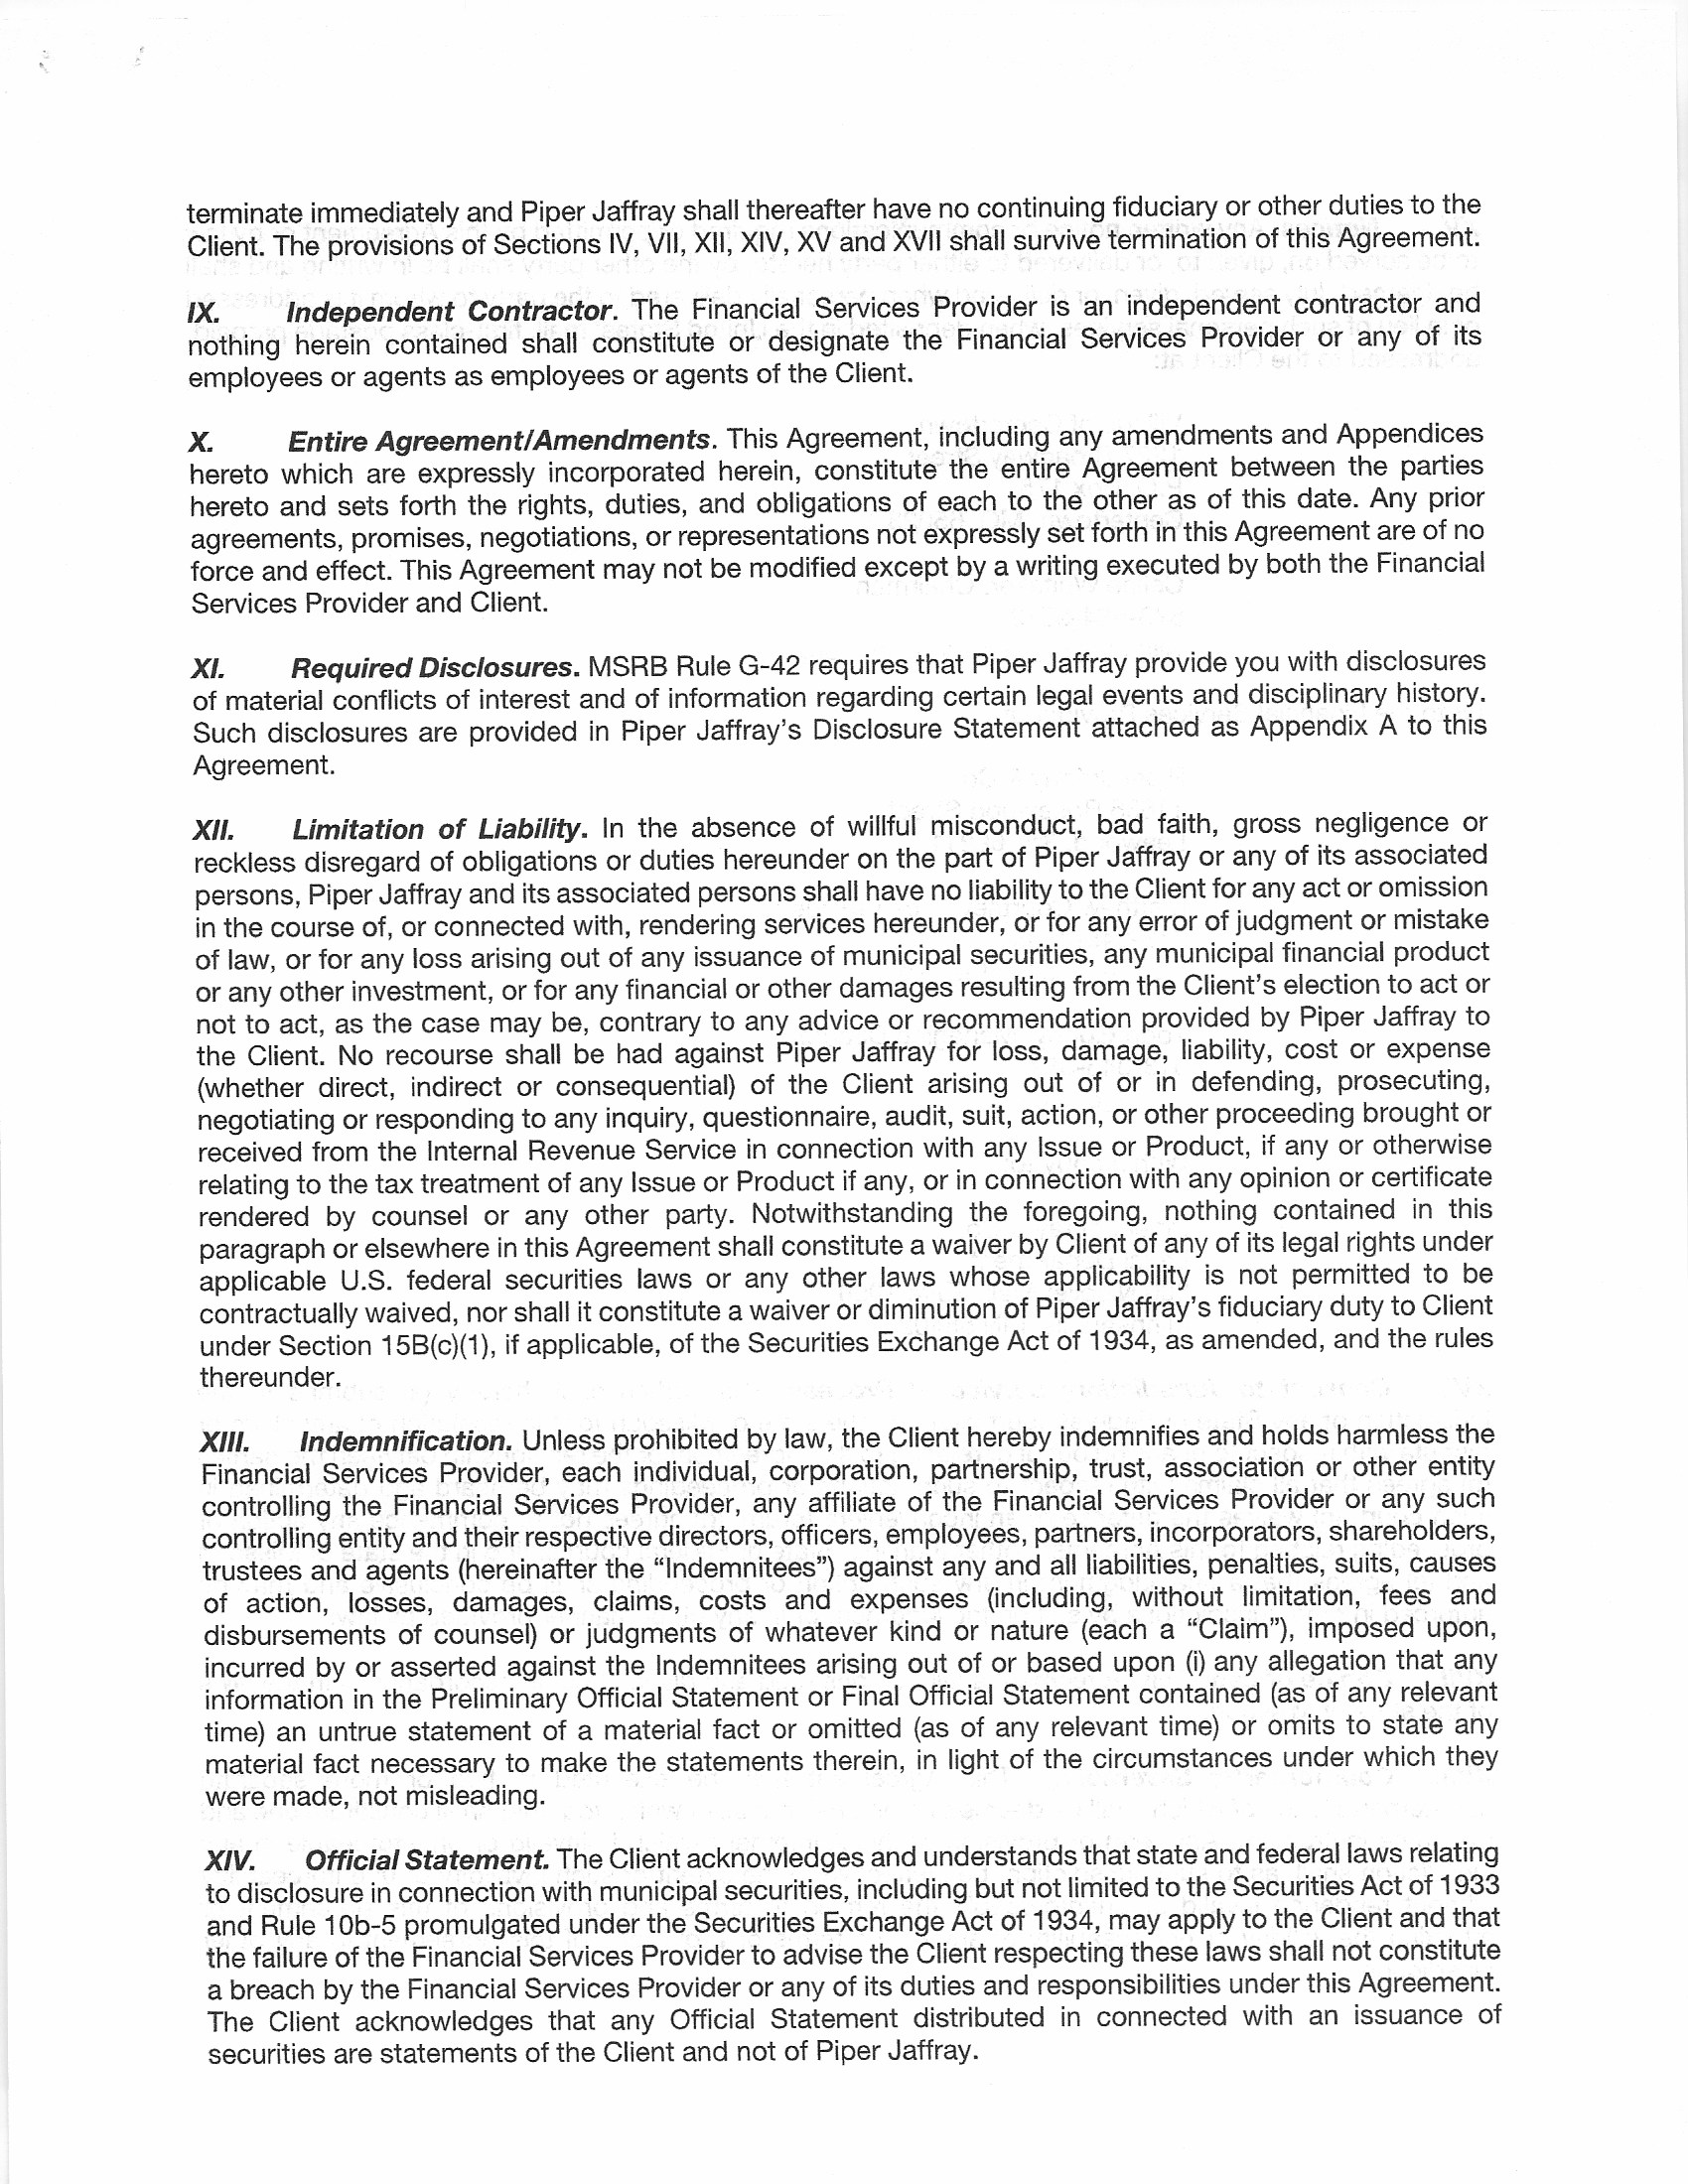 terminate immediately and Piper Jaffray shall thereafter have no continuing fiduciary or other duties to the
Client. The provisions of Sections IV, VII, XII, XIV, XV and XVII shall survive termination of this Agreement.
IX. Independent Contractor. The Financial Services Provider is an independent contractor and
nothing herein contained shall constitute or designate the Financial Services Provider or any of its
employees or agents as employees or agents of the Client.
X. Entire Agreement/Amendments. This Agreement, including any amendments and Appendices
hereto which are expressly incorporated herein, constitute the entire Agreement between the parties
hereto and sets forth the rights, duties, and obligations of each to the other as of this date. Any prior
agreements, promises, negotiations, or representations not expressly set forth in this Agreement are of no
force and effect. This Agreement may not be modified except by a writing executed by both the Financial
Services Provider and Client.
XI. Required Disclosures. MSRB Rule G-42 requires that Piper Jaffray provide you with disclosures
of material conflicts of interest and of information regarding certain legal events and disciplinary history.
Such disclosures are provided in Piper Jaffray's Disclosure Statement attached as Appendix A to this
Agreement.
XII. Limitation of Liability. In the absence of willful misconduct, bad faith, gross negligence or
reckless disregard of obligations or duties hereunder on the part of Piper Jaffray or any of its associated
persons, Piper Jaffray and its associated persons shall have no liability to the Client for any act or omission
in the course of, or connected with, rendering services hereunder, or for any error of judgment or mistake
of law, or for any loss arising out of any issuance of municipal securities, any municipal financial product
or any other investment, or for any financial or other damages resulting from the Client's election to act or
not to act, as the case may be, contrary to any advice or recommendation provided by Piper Jaffray to
the Client. No recourse shall be had against Piper Jaffray for loss, damage, liability, cost or expense
(whether direct, indirect or consequential) of the Client arising out of or in defending, prosecuting,
negotiating or responding to any inquiry, questionnaire, audit, suit, action, or other proceeding brought or
received from the Internal Revenue Service in connection with any Issue or Product, if any or otherwise
relating to the tax treatment of any Issue or Product if any, or in connection with any opinion or certificate
rendered by counsel or any other party. Notwithstanding the foregoing, nothing contained in this
paragraph or elsewhere in this Agreement shall constitute a waiver by Client of any of its legal rights under
applicable U.S. federal securities laws or any other laws whose applicability is not permitted to be
contractually waived, nor shall it constitute a waiver or diminution of Piper Jaffray's fiduciary duty to Client
under Section 15B(c)(1), if applicable, of the Securities Exchange Act of 1934, as amended, and the rules
thereunder.
XIII. Indemnification. Unless prohibited by law, the Client hereby indemnifies and holds harmless the
Financial Services Provider, each individual, corporation, partnership, trust, association or other entity
controlling the Financial Services Provider, any affiliate of the Financial Services Provider or any such
controlling entity and their respective directors, officers, employees, partners, incorporators, shareholders,
trustees and agents (hereinafter the “Indemnitees”) against any and all liabilities, penalties, suits, causes
of action, losses, damages, claims, costs and expenses (including, without limitation, fees and
disbursements of counsel) or judgments of whatever kind or nature (each a “Claim”), imposed upon,
incurred by or asserted against the Indemnitees arising out of or based upon (i) any allegation that any
information in the Preliminary Official Statement or Final Official Statement contained (as of any relevant
time) an untrue statement of a material fact or omitted (as of any relevant time) or omits to state any
material fact necessary to make the statements therein, in light of the circumstances under which they
were made, not misleading.
XIV. Official Statement. The Client acknowledges and understands that state and federal laws relating
to disclosure in connection with municipal securities, including but not limited to the Securities Act of 1933
and Rule 10b-5 promulgated under the Securities Exchange Act of 1934, may apply to the Client and that
the failure of the Financial Services Provider to advise the Client respecting these laws shall not constitute
a breach by the Financial Services Provider or any of its duties and responsibilities under this Agreement.
The Client acknowledges that any Official Statement distributed in connected with an issuance of
securities are statements of the Client and not of Piper Jaffray.